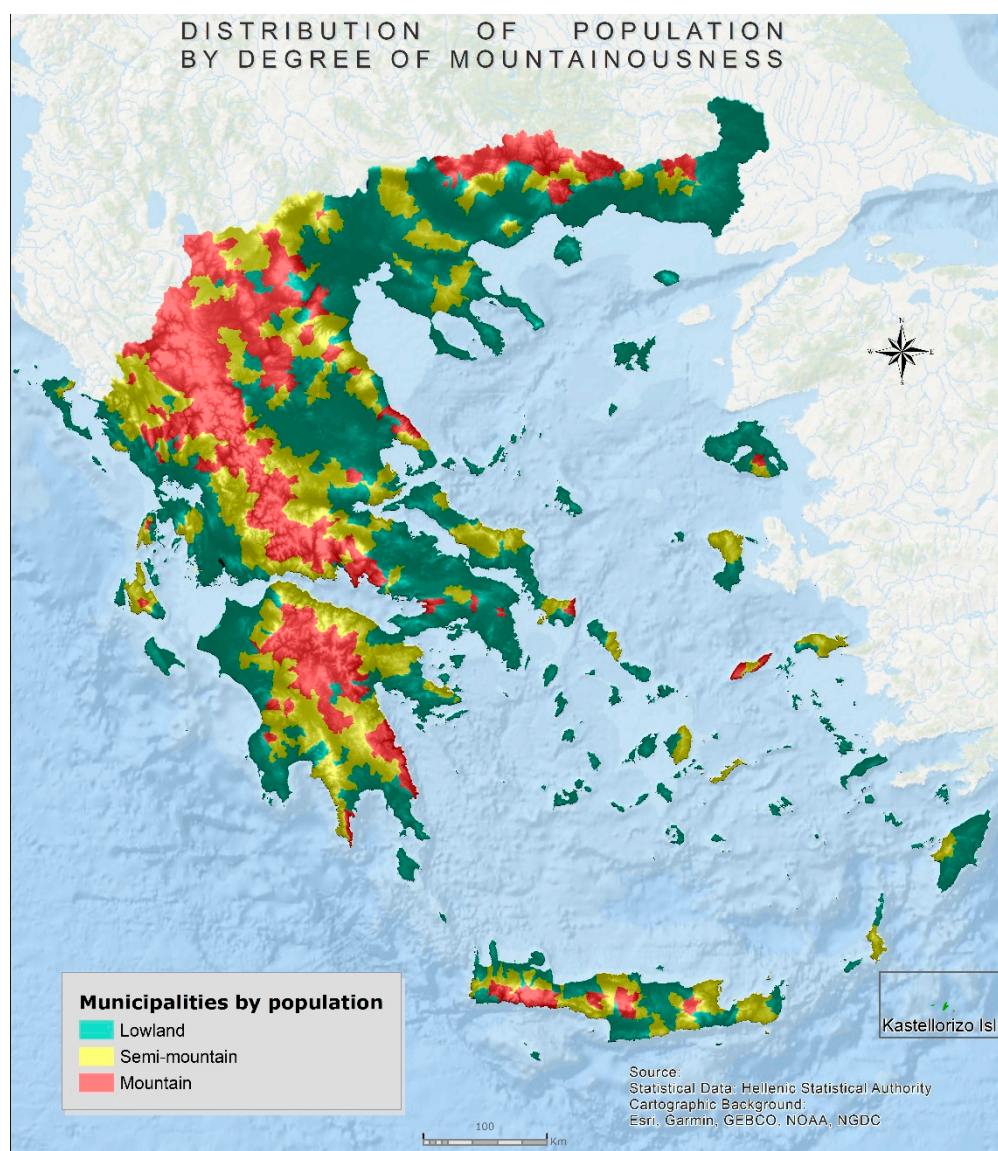 DISTRIBUTION OF POPULATION
BY DEGREE OF MOUNTAINOUSNESS
N
W
E
S
Municipalities by population
Lowland
Semi-mountain
Mountain
Kastellorizo Isl
Source:
Statistical Data: Hellenic Statistical Authority
Cartographic Background:
Esri, Garmin, GEBCO, NOAA, NGDC
100
Km